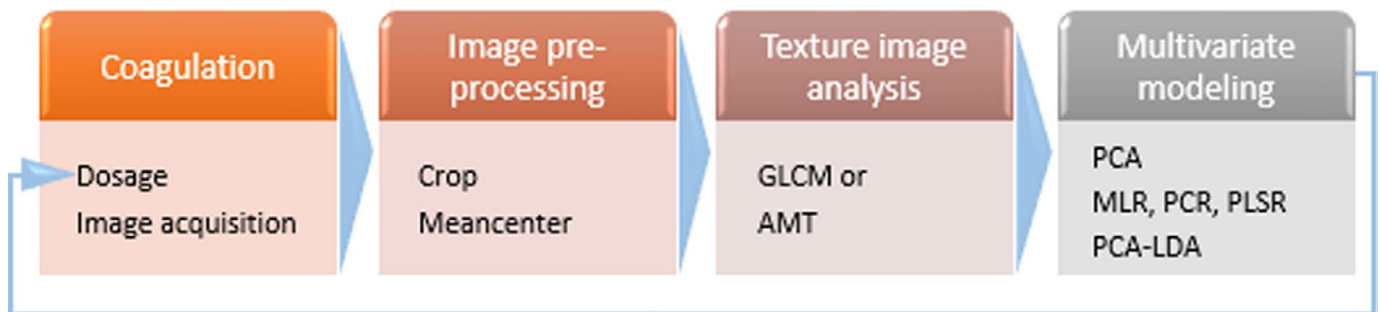 Coagulation
Dosage
Image acquisition
Image pre-
processing
Crop
Meancenter
Texture image
analysis
GLCM or
AMT
Multivariate
modeling
PCA
MLR, PCR, PLSR
PCA-LDA